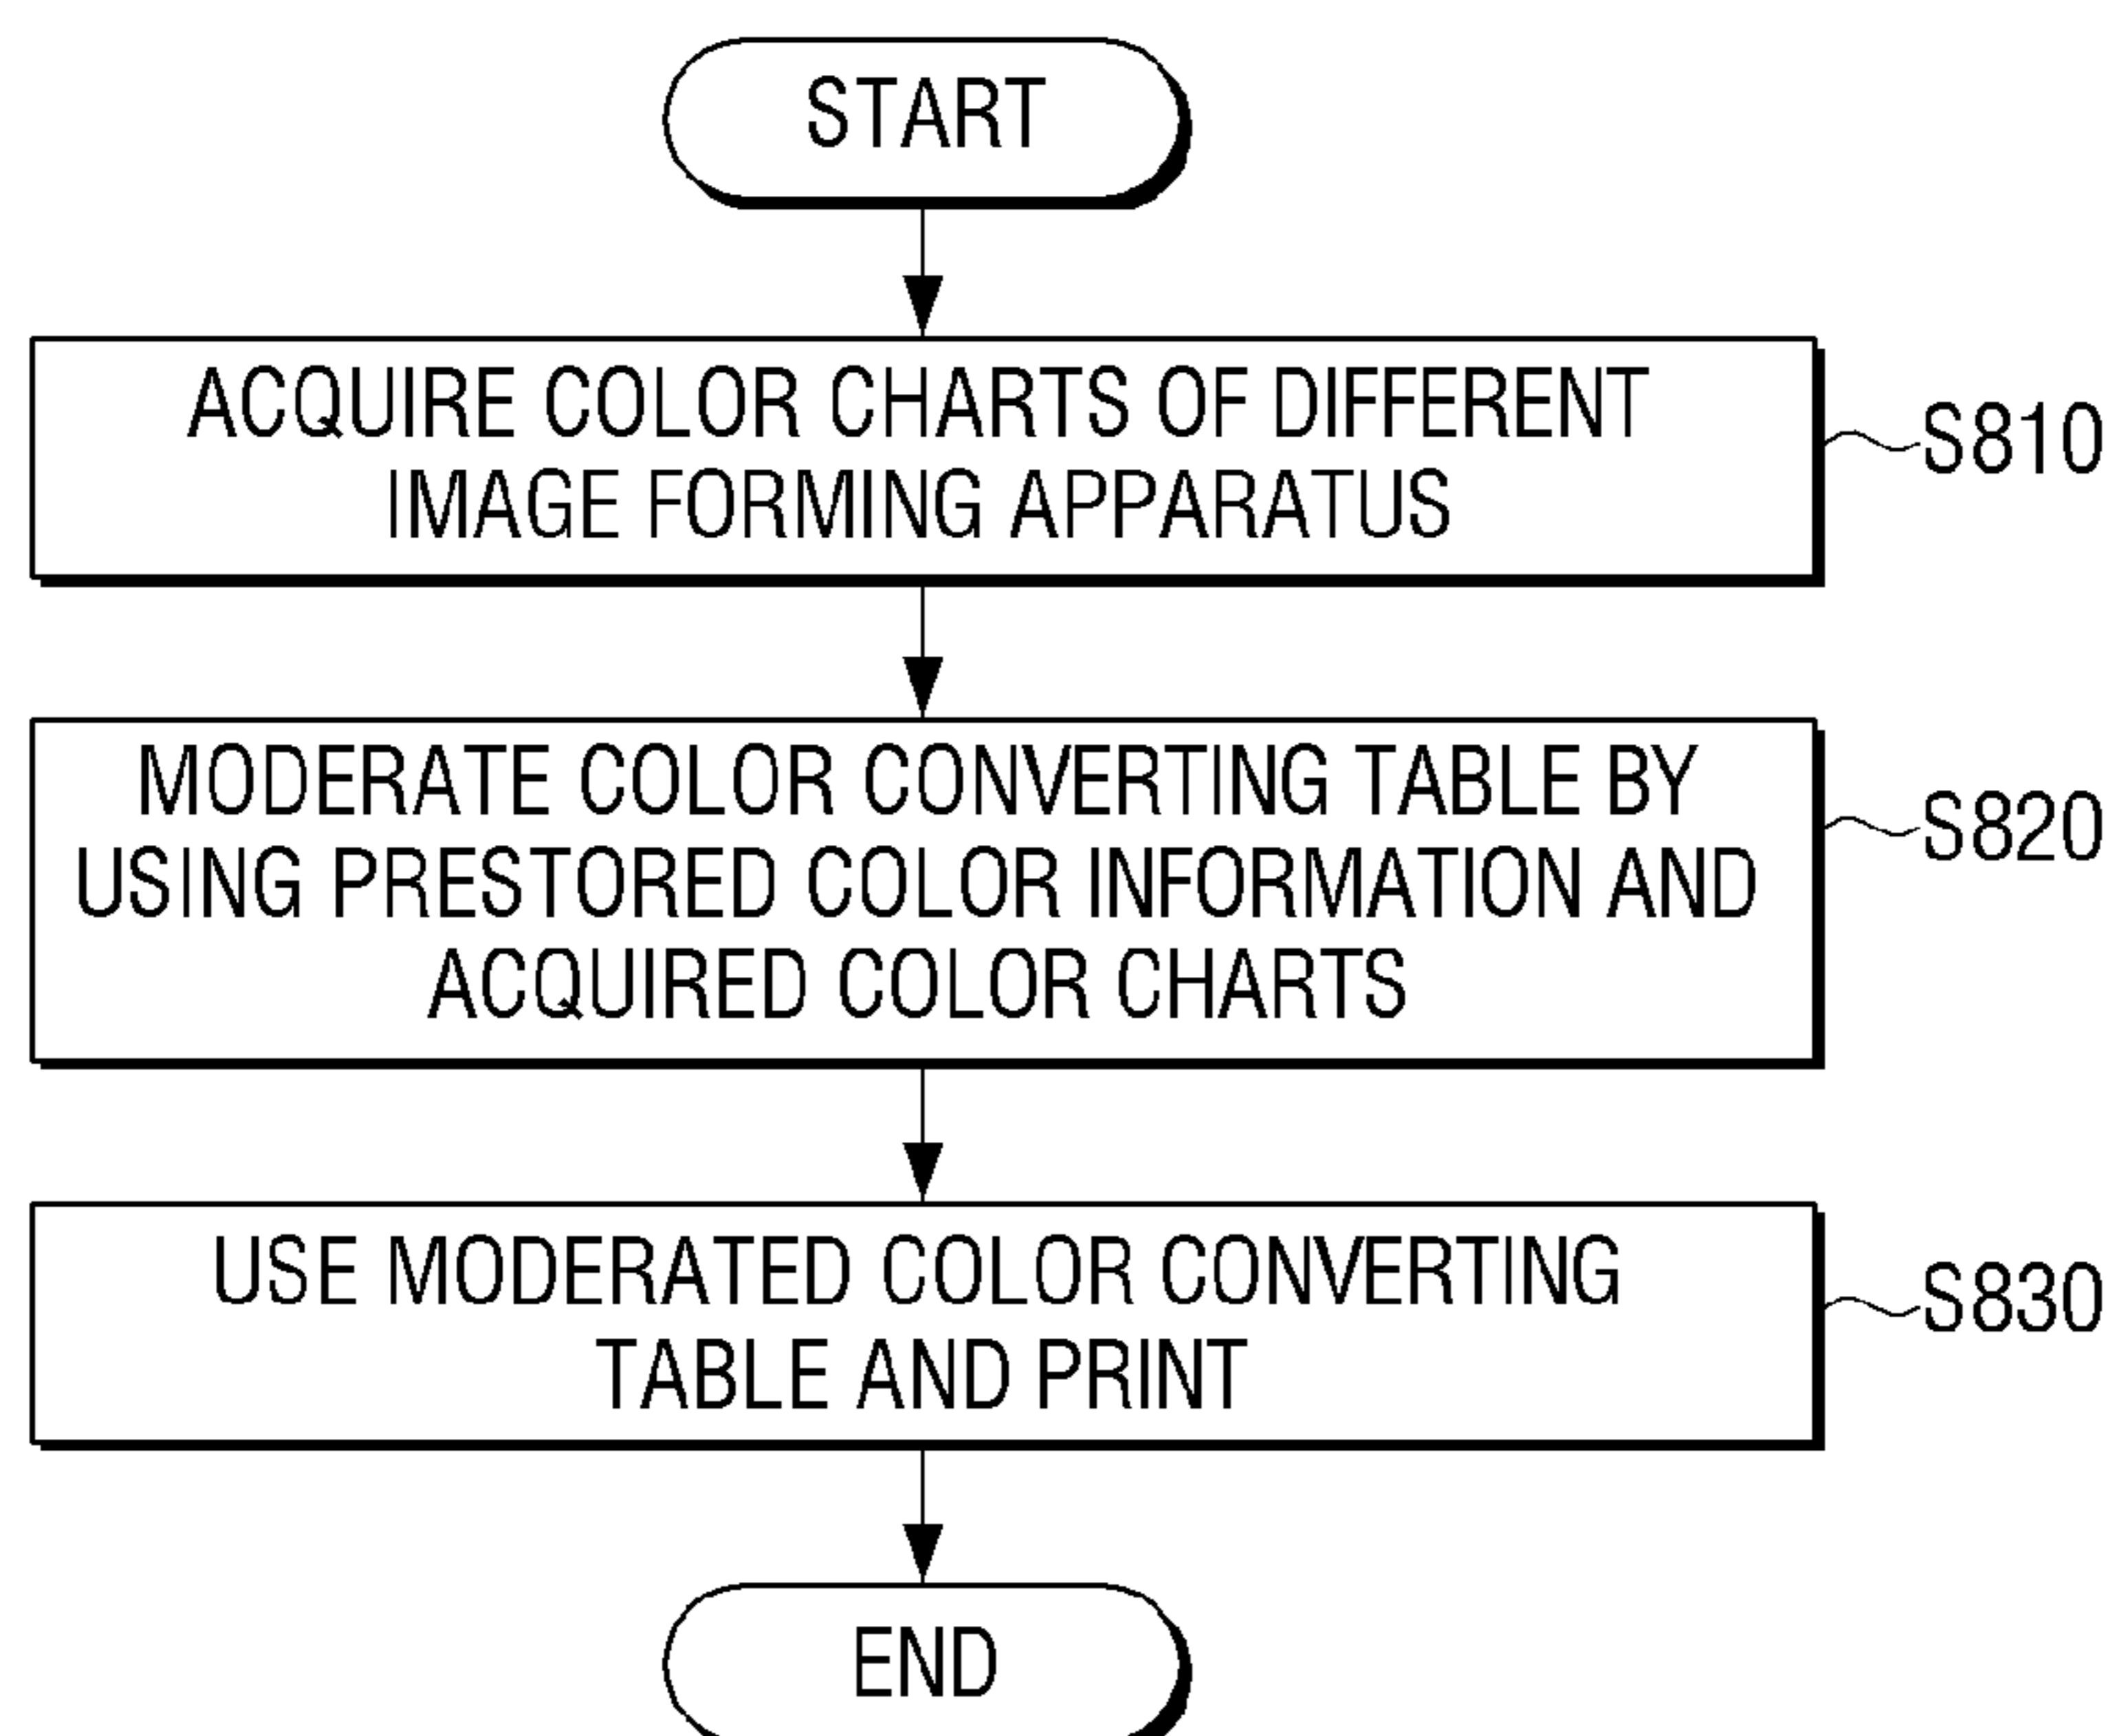 START
ACQUIRE COLOR CHARTS OF DIFFERENT
IMAGE FORMING APPARATUS
S810
MODERATE COLOR CONVERTING TABLE BY
USING PRESTORED COLOR INFORMATION AND
ACQUIRED COLOR CHARTS
S820
USE MODERATED COLOR CONVERTING
TABLE AND PRINT
S830
END